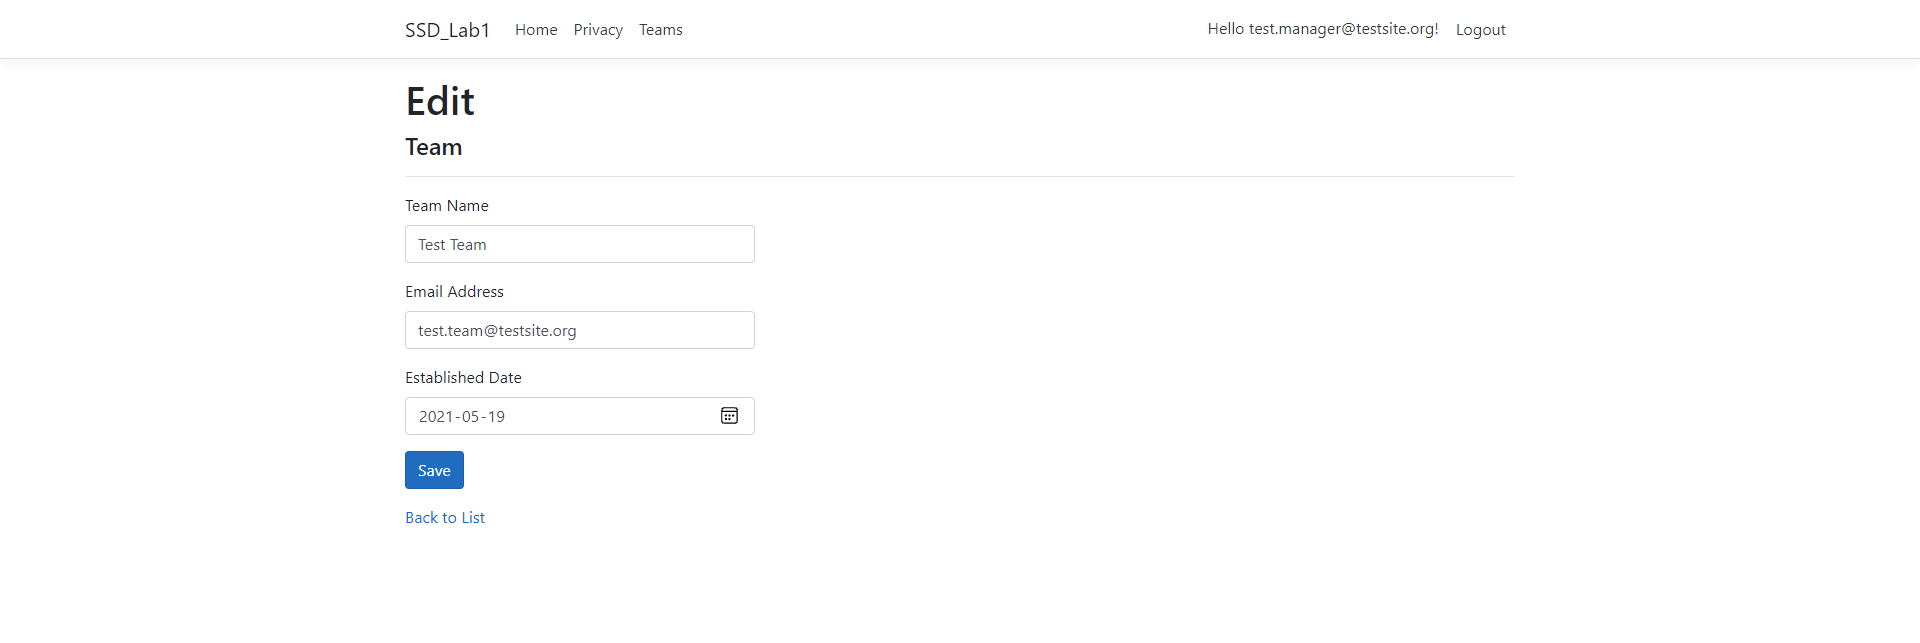 SSD_Lab1 Home Privacy Teams Hello test.manager@testsite.org! Logout
Edit
Team
Team Name
Test Team
Email Address
test.team@testsite.org
Established Date
2021-05-19
Save
Back to List